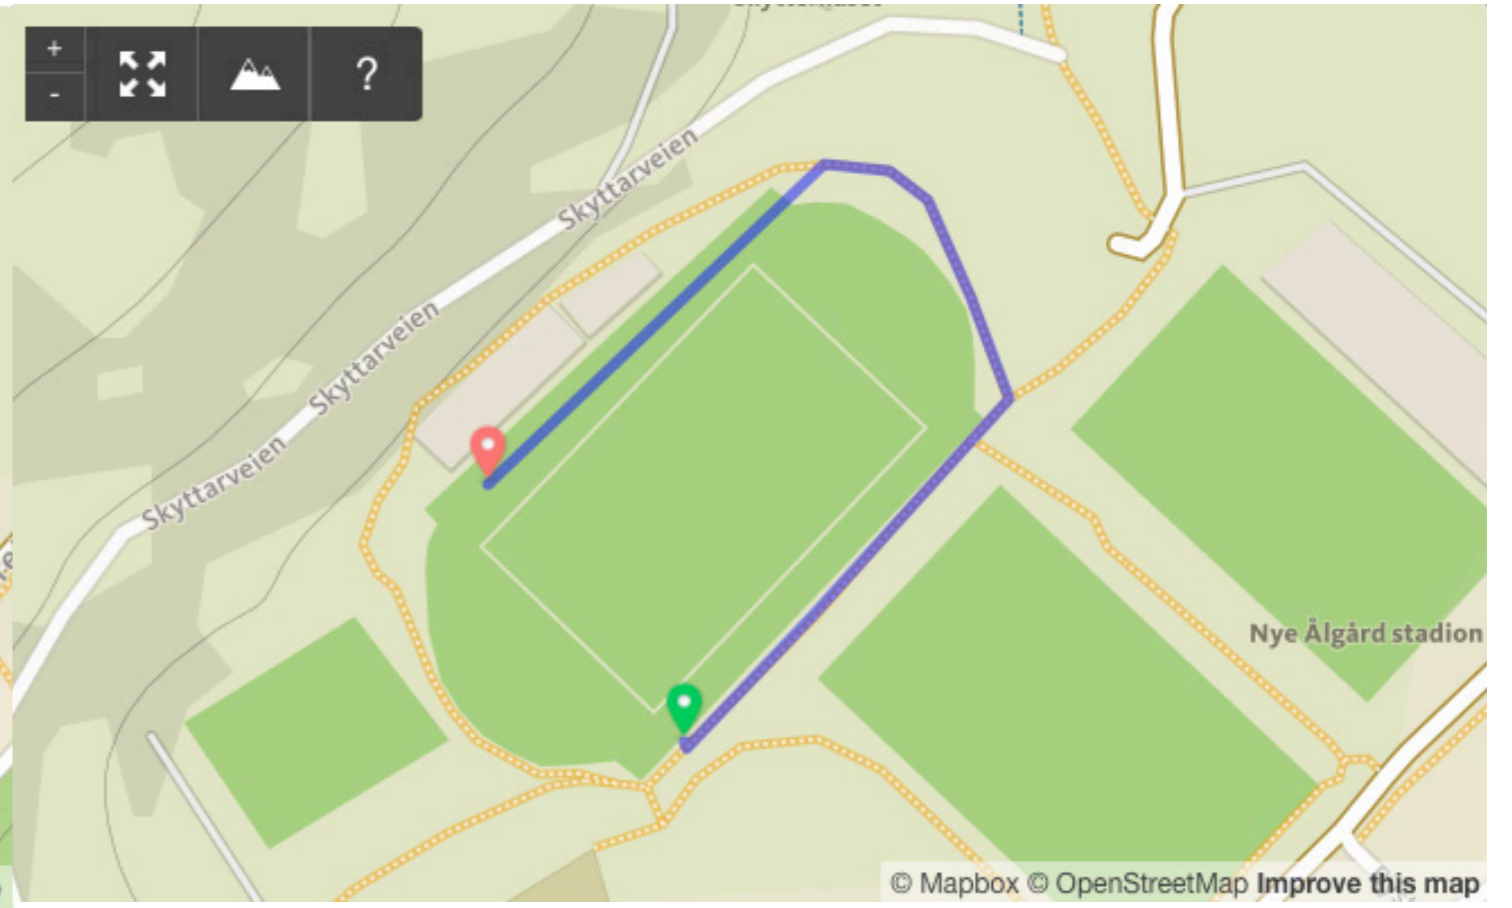 +
-
?
Skyttarveien
Skyttarveien
Skyttarveien
Nye Ålgård stadion
© Mapbox © OpenStreetMap Improve this map